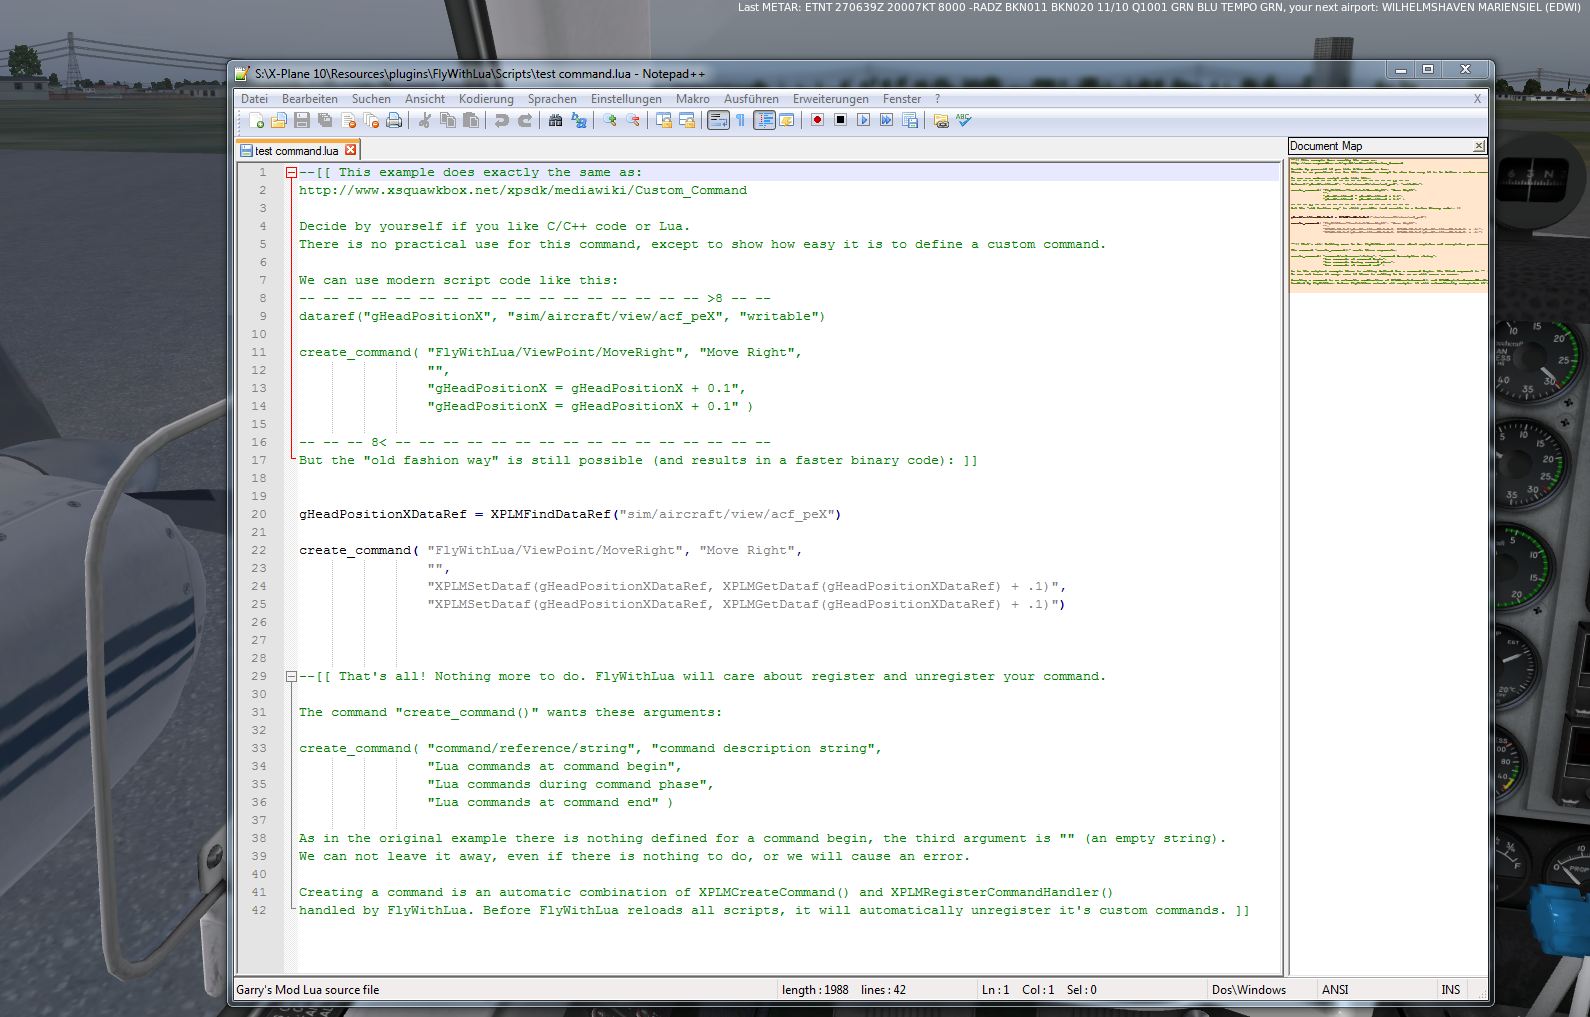 Last METAR: ETNT 270639Z 20007KT 8000 -RADZ BKN011 BKN020 11/10 Q1001 GRN BLU TEMPO GRN, your next airport: WILHELMSHAVEN MARIENSIEL (EDWI)
S:\X-Plane 10\Resources\plugins\FlyWithLua\Scripts\test command.lua - Notepad++
Datei Bearbeiten Suchen Ansicht Kodierung Sprachen Einstellungen Makro Ausführen Erweiterungen Fenster ? X
test command.lua
Document Map
1 --[[ This example does exactly the same as:
2 http://www.xsquawkbox.net/xpsdk/mediawiki/Custom_Command
3
4 Decide by yourself if you like C/C++ code or Lua.
5 There is no practical use for this command, except to show how easy it is to define a custom command.
6
7 We can use modern script code like this:
8 -- -- -- -- -- -- -- -- -- -- -- -- -- -- -- -- -- >8 -- --
9 dataref("gHeadPositionX", "sim/aircraft/view/acf_peX", "writable")
10
11 create_command( "FlyWithLua/ViewPoint/MoveRight", "Move Right",
12 "",
13 "gHeadPositionX = gHeadPositionX + 0.1",
14 "gHeadPositionX = gHeadPositionX + 0.1" )
15
16 -- -- -- 8< -- -- -- -- -- -- -- -- -- -- -- -- -- -- -- --
17 But the "old fashion way" is still possible (and results in a faster binary code): ]]
18
19
20 gHeadPositionXDataRef = XPLMFindDataRef("sim/aircraft/view/acf_peX")
21
22 create_command( "FlyWithLua/ViewPoint/MoveRight", "Move Right",
23 "",
24 "XPLMSetDataf(gHeadPositionXDataRef, XPLMGetDataf(gHeadPositionXDataRef) + .1)",
25 "XPLMSetDataf(gHeadPositionXDataRef, XPLMGetDataf(gHeadPositionXDataRef) + .1)")
26
27
28
29 --[[ That's all! Nothing more to do. FlyWithLua will care about register and unregister your command.
30
31 The command "create_command()" wants these arguments:
32
33 create_command( "command/reference/string", "command description string",
34 "Lua commands at command begin",
35 "Lua commands during command phase",
36 "Lua commands at command end" )
37
38 As in the original example there is nothing defined for a command begin, the third argument is "" (an empty string).
39 We can not leave it away, even if there is nothing to do, or we will cause an error.
40
41 Creating a command is an automatic combination of XPLMCreateCommand() and XPLMRegisterCommandHandler()
42 handled by FlyWithLua. Before FlyWithLua reloads all scripts, it will automatically unregister it's custom commands. ]]
Garry's Mod Lua source file length : 1988 lines : 42 Ln : 1 Col : 1 Sel : 0 Dos\Windows ANSI INS